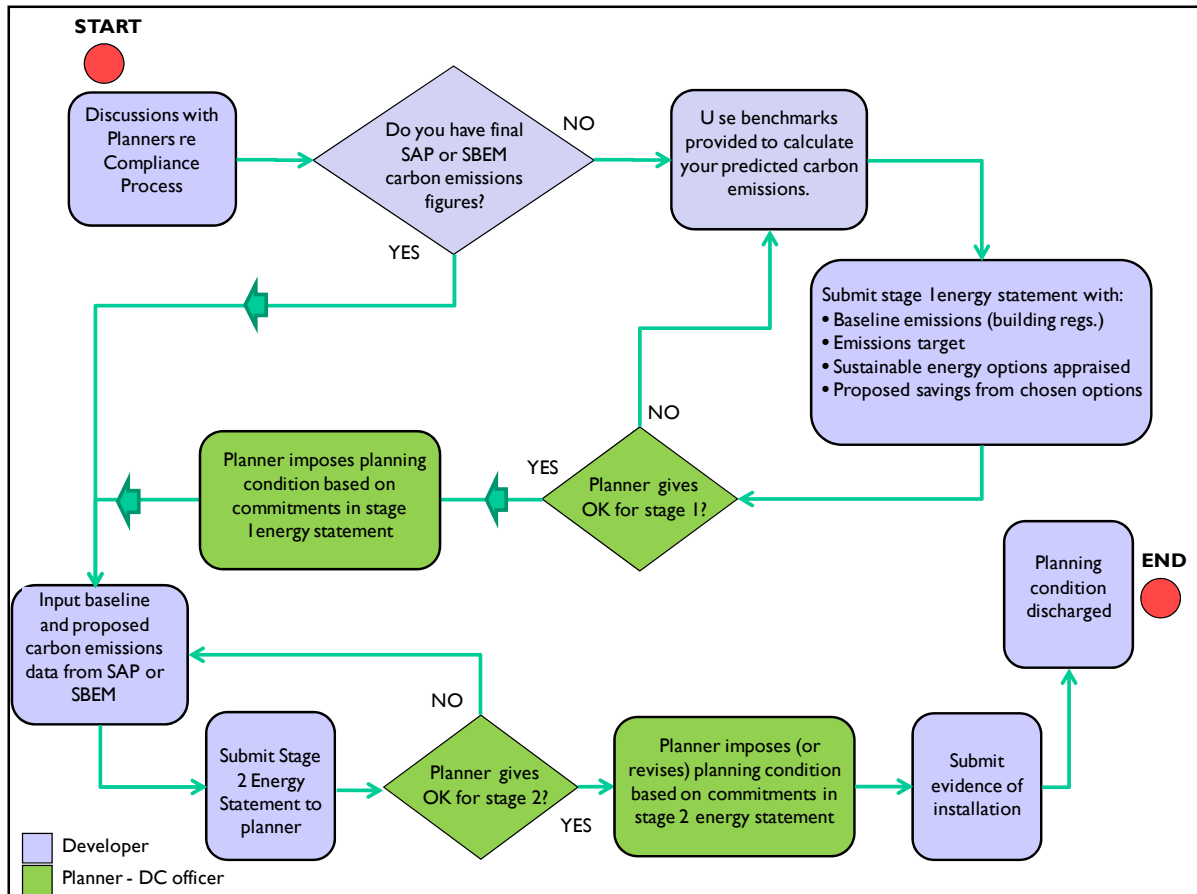 START
Discussions with
Planners re
Compliance
Process
Do you have final
SAP or SBEM
carbon emissions
figures?
NO
YES
U se benchmarks
provided to calculate
your predicted carbon
emissions.
Submit stage 1energy statement with:
• Baseline emissions (building regs.)
• Emissions target
• Sustainable energy options appraised
• Proposed savings from chosen options
Planner gives
OK for stage 1?
NO
YES
Planner imposes planning
condition based on
commitments in stage
1energy statement
Input baseline
and proposed
carbon emissions
data from SAP or
SBEM
Submit Stage
2 Energy
Statement to
planner
Planner gives
OK for stage 2?
NO
YES
Planner imposes (or
revises) planning condition
based on commitments in
stage 2 energy statement
Submit
evidence of
installation
Planning
condition
discharged
END
Developer
Planner - DC officer